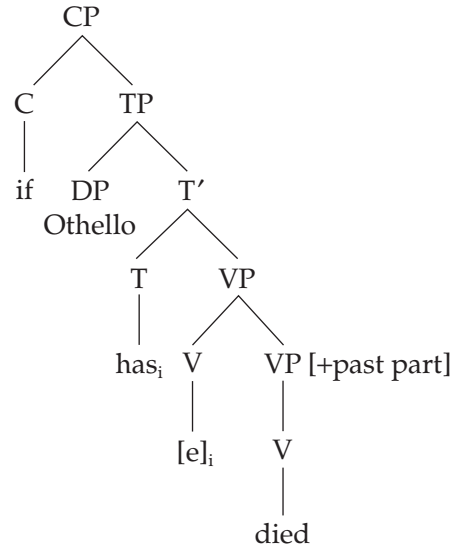 CP
C TP
if DP T′
Othello
T VP
hasᵢ V VP [+past part]
[e]ᵢ V
died